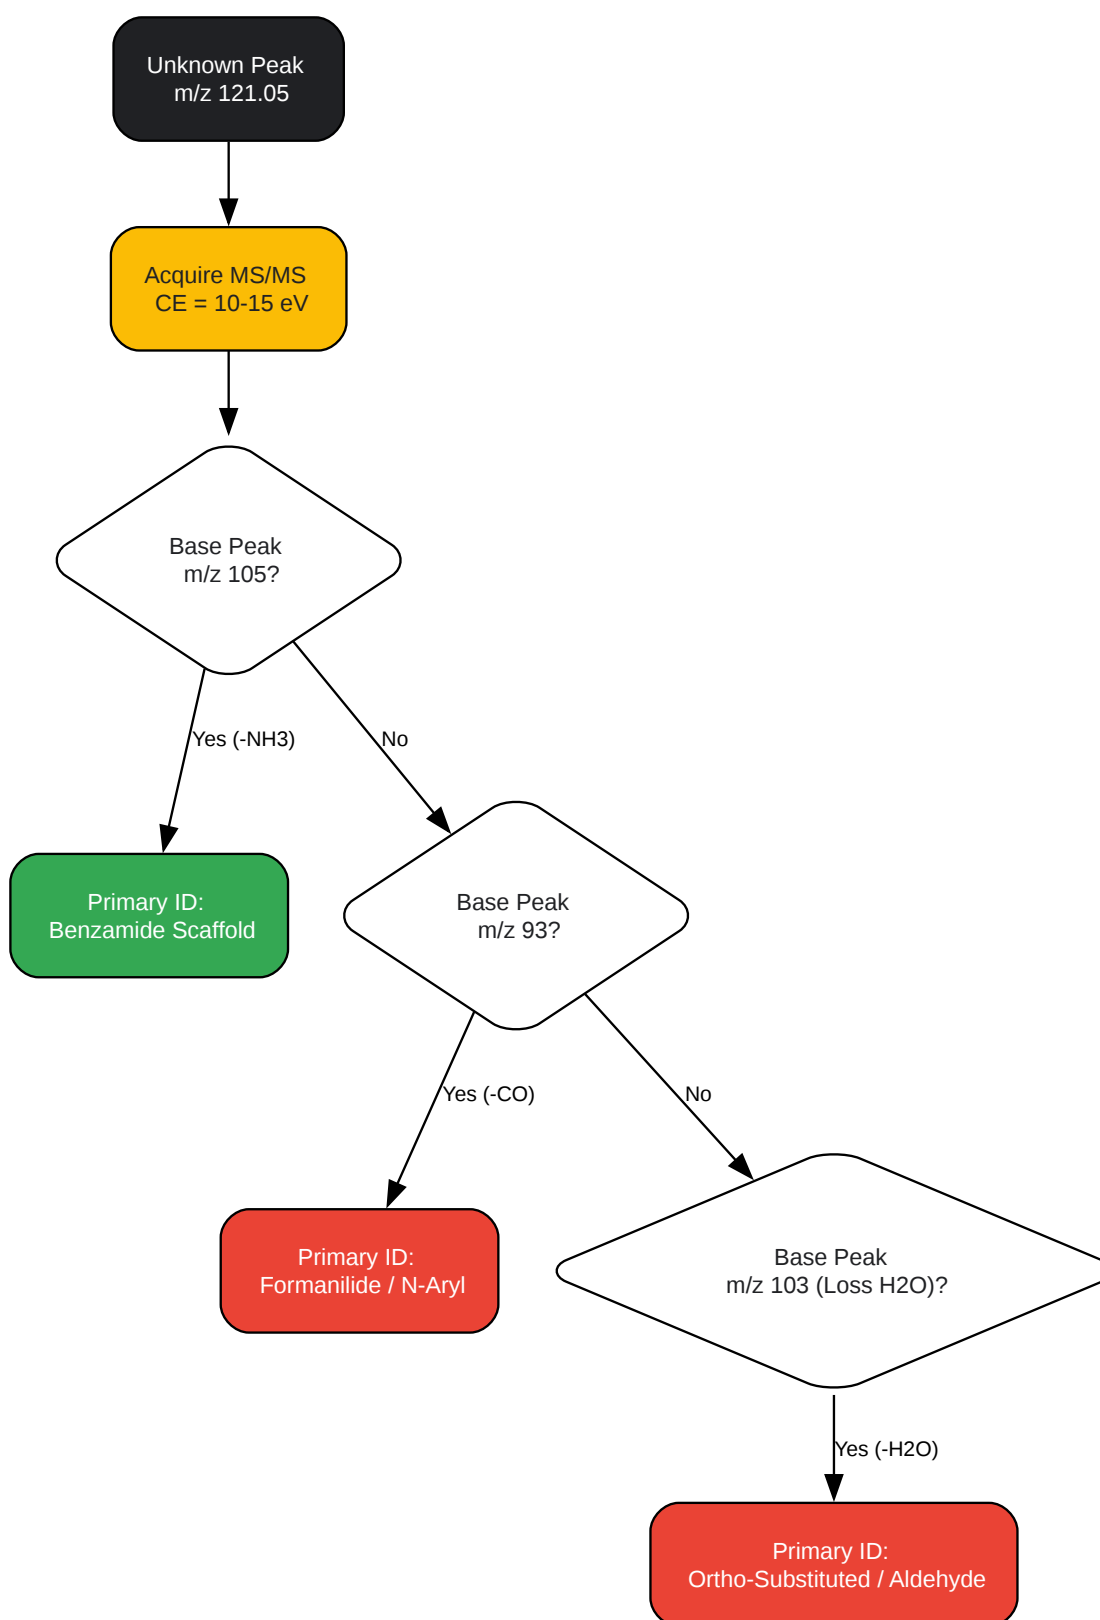 Unknown Peak
m/z 121.05
Acquire MS/MS
CE = 10-15 eV
Base Peak
m/z 105?
Yes (-NH3)
No
Primary ID:
Benzamide Scaffold
Base Peak
m/z 93?
Yes (-CO)
No
Primary ID:
Formanilide / N-Aryl
Base Peak
m/z 103 (Loss H2O)?
Yes (-H2O)
Primary ID:
Ortho-Substituted / Aldehyde